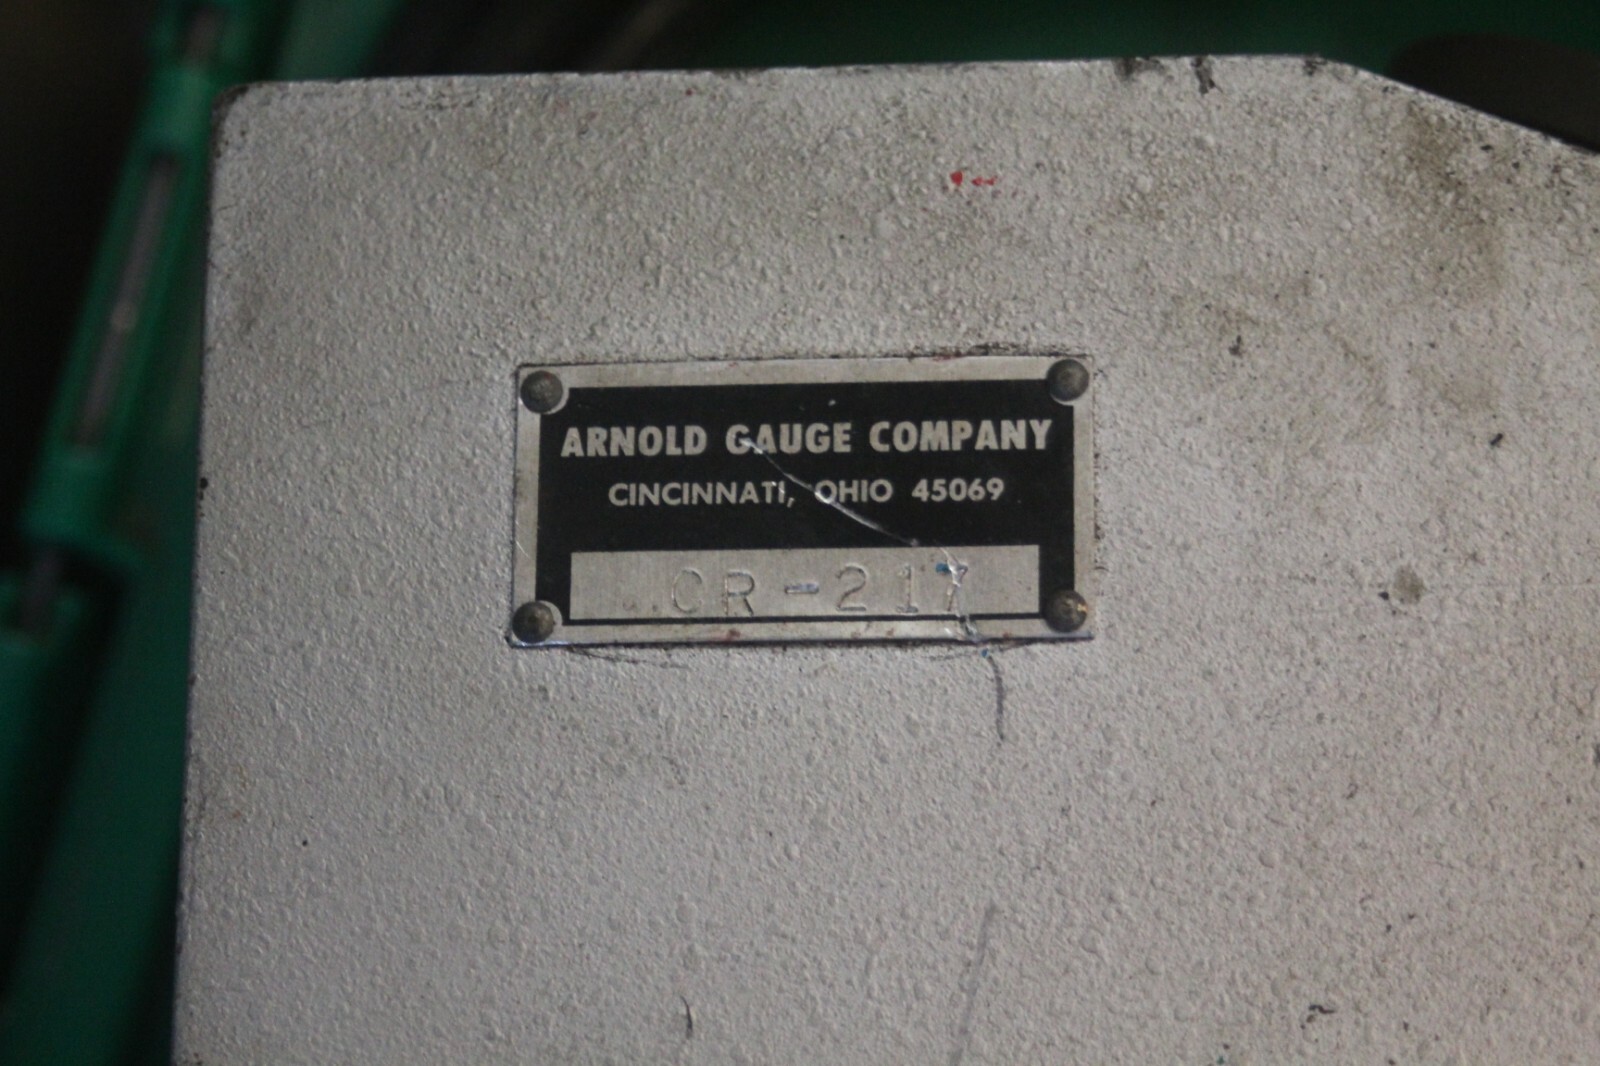 ARNOLD GAUGE COMPANY
CINCINNATI, OHIO 45069
CR-217